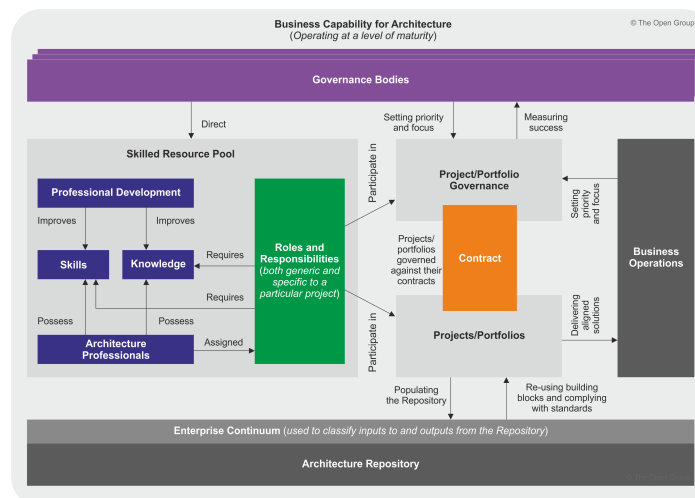 Business Capability for Architecture
(Operating at a level of maturity)
© The Open Group
Governance Bodies
Direct
Setting priority
and focus
Measuring
success
Skilled Resource Pool
Professional Development
Improves
Improves
Skills
Knowledge
Requires
Requires
Possess
Possess
Architecture
Professionals
Assigned
Roles and
Responsibilities
(both generic and
specific to a
particular project)
Participate in
Participate in
Project/Portfolio
Governance
Projects/
portfolios
governed
against their
contracts
Contract
Projects/Portfolios
Setting
priority
and focus
Delivering
aligned
solutions
Business
Operations
Populating
the Repository
Re-using building
blocks and complying
with standards
Enterprise Continuum (used to classify inputs to and outputs from the Repository)
Architecture Repository
© The Open Group